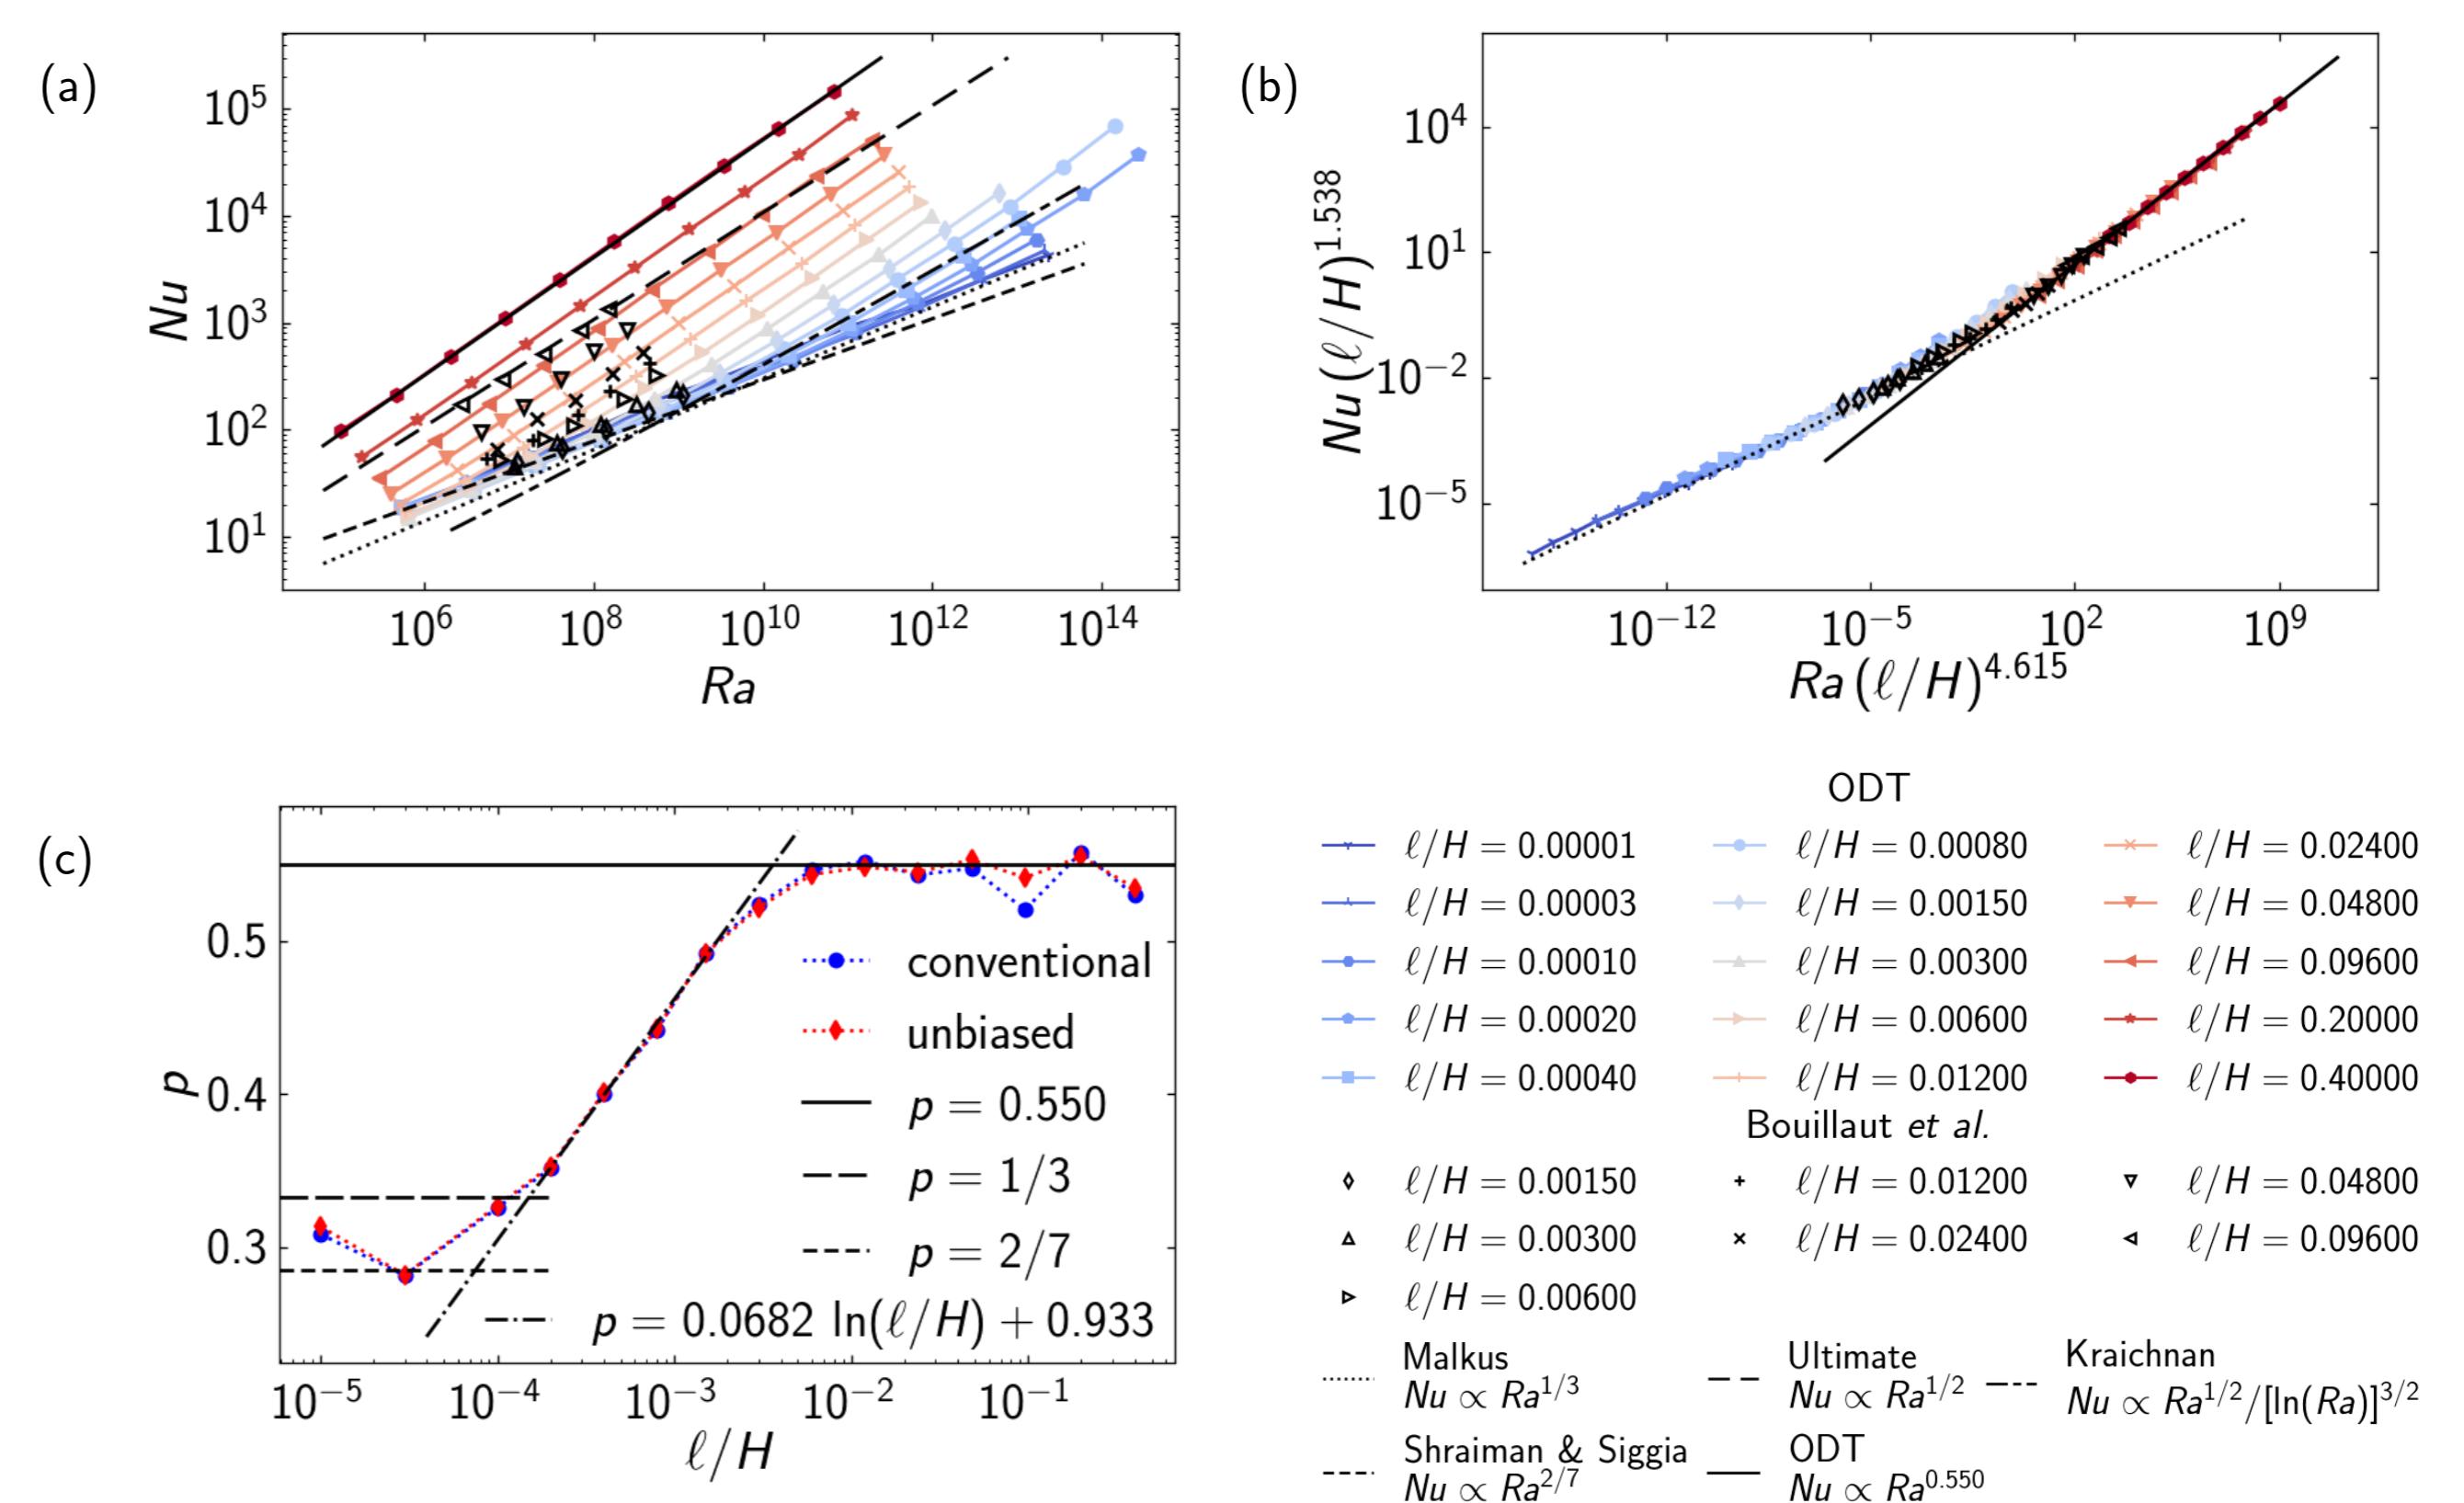 (a)
Nu
10^5
10^4
10^3
10^2
10^1
10^6 10^8 10^10 10^12 10^14
Ra
(b)
Nu (ℓ/H)^1.538
10^4
10^1
10^−2
10^−5
10^−12 10^−5 10^2 10^9
Ra (ℓ/H)^4.615
(c)
p
0.5
0.4
0.3
conventional
unbiased
p = 0.550
p = 1/3
p = 2/7
p = 0.0682 ln(ℓ/H) + 0.933
10^−5 10^−4 10^−3 10^−2 10^−1
ℓ/H
ODT
ℓ/H = 0.00001 ℓ/H = 0.00080 ℓ/H = 0.02400
ℓ/H = 0.00003 ℓ/H = 0.00150 ℓ/H = 0.04800
ℓ/H = 0.00010 ℓ/H = 0.00300 ℓ/H = 0.09600
ℓ/H = 0.00020 ℓ/H = 0.00600 ℓ/H = 0.20000
ℓ/H = 0.00040 ℓ/H = 0.01200 ℓ/H = 0.40000
Bouillaut et al.
ℓ/H = 0.00150 ℓ/H = 0.01200 ℓ/H = 0.04800
ℓ/H = 0.00300 ℓ/H = 0.02400 ℓ/H = 0.09600
ℓ/H = 0.00600
Malkus
Nu ∝ Ra^1/3
Ultimate
Nu ∝ Ra^1/2
Kraichnan
Nu ∝ Ra^1/2/[ln(Ra)]^3/2
Shraiman & Siggia
Nu ∝ Ra^2/7
ODT
Nu ∝ Ra^0.550